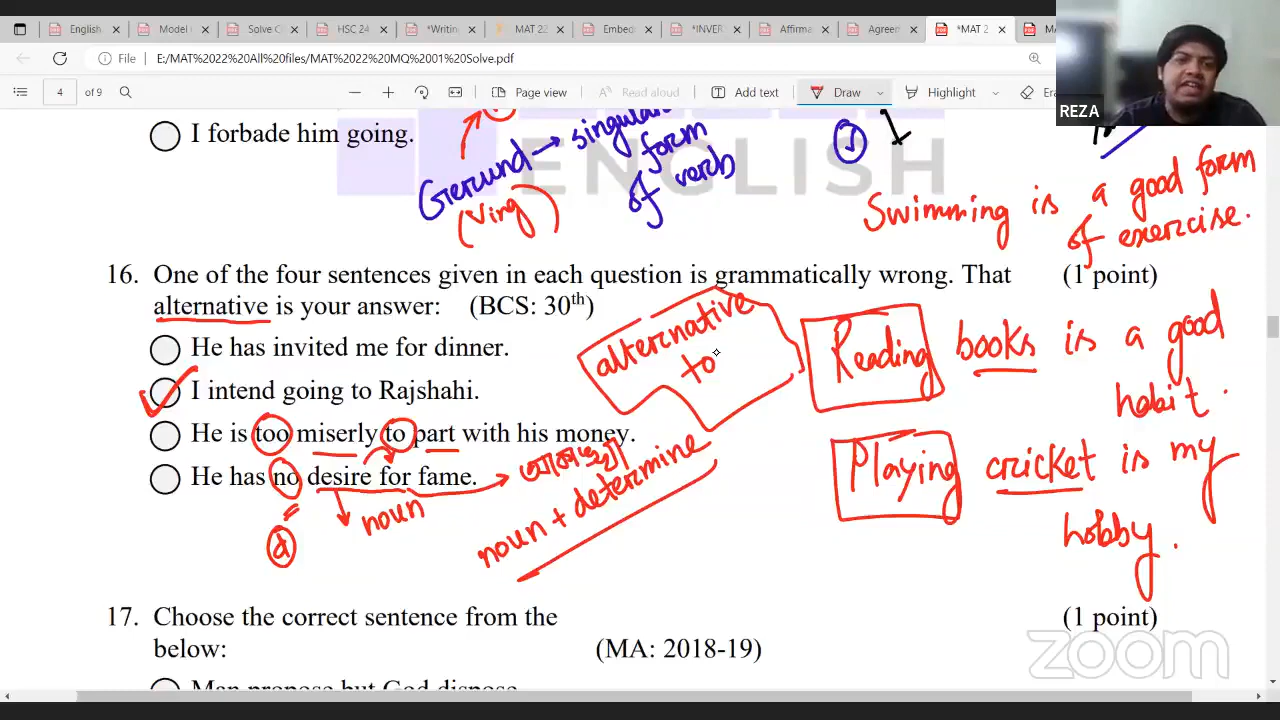 English
Model
Solve C
HSC 24
*Writing
MAT 22
Embed
*INVER
Affirma
Agreen
*MAT 2
File
E:/MAT%2022%20All%20files/MAT%2022%20MQ%2001%20Solve.pdf
4
of 9
Page view
Read aloud
Add text
Draw
Highlight
REZA
I forbade him going.
ENGLISH
Gerund → singular
form
of verb
(Ving)
Swimming is a good form
of exercise.
16. One of the four sentences given in each question is grammatically wrong. That (1 point)
alternative is your answer: (BCS: 30th)
He has invited me for dinner.
I intend going to Rajshahi.
He is too miserly to part with his money.
He has no desire for fame.
alternative
to
Reading books is a good
habit.
Playing cricket is my
hobby.
noun
d
noun + determine
17. Choose the correct sentence from the (1 point)
below: (MA: 2018-19)
Man propose but God dispose
zoom